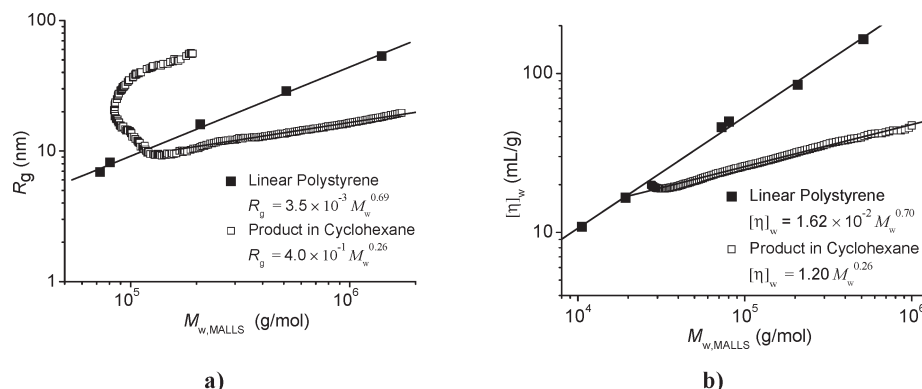 100
10
1
R_g (nm)
10^5
10^6
M_w,MALLS (g/mol)
■ Linear Polystyrene
R_g = 3.5 × 10^-3 M_w^0.69
□ Product in Cyclohexane
R_g = 4.0 × 10^-1 M_w^0.26
a)
100
10
[η]_w (mL/g)
10^4
10^5
10^6
M_w,MALLS (g/mol)
■ Linear Polystyrene
[η]_w = 1.62 × 10^-2 M_w^0.70
□ Product in Cyclohexane
[η]_w = 1.20 M_w^0.26
b)